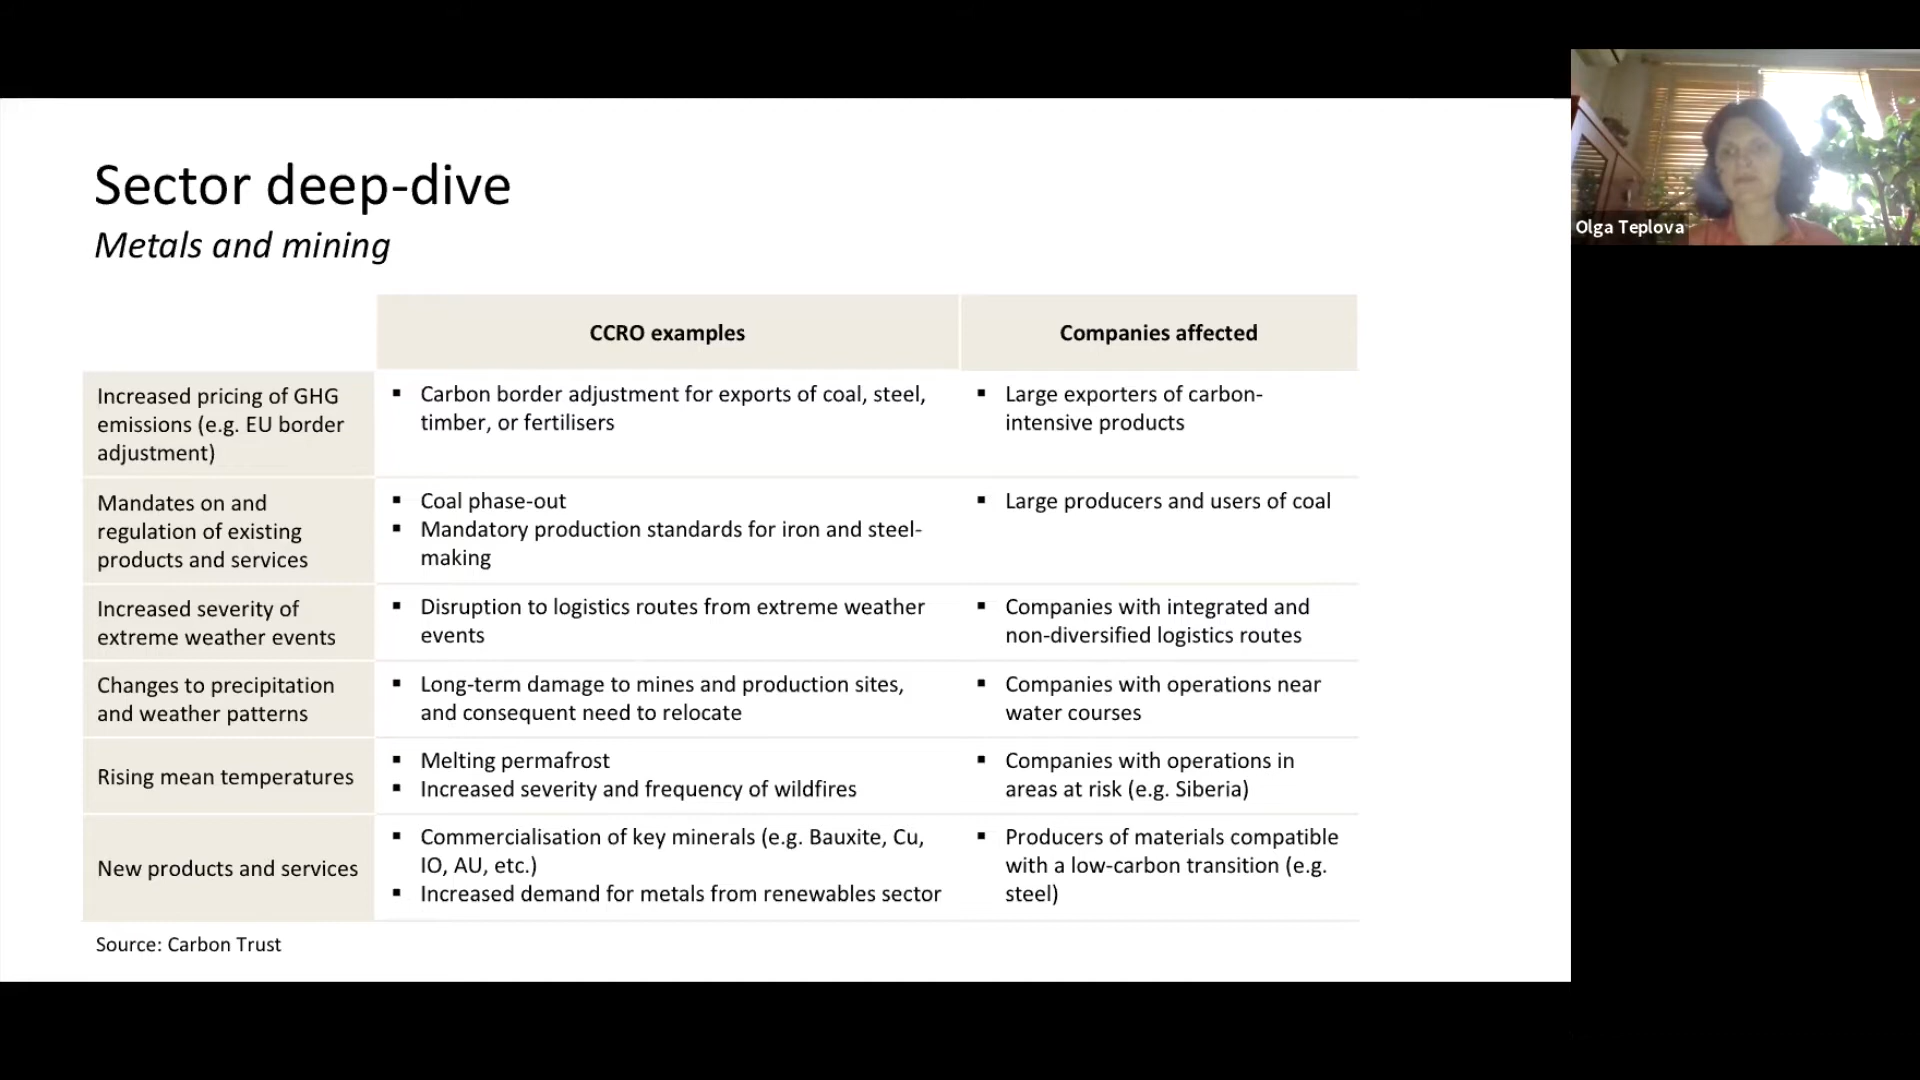 Sector deep-dive
Metals and mining
CCRO examples
Companies affected
Increased pricing of GHG
emissions (e.g. EU border
adjustment)
▪ Carbon border adjustment for exports of coal, steel,
timber, or fertilisers
▪ Large exporters of carbon-
intensive products
Mandates on and
regulation of existing
products and services
▪ Coal phase-out
▪ Mandatory production standards for iron and steel-
making
▪ Large producers and users of coal
Increased severity of
extreme weather events
▪ Disruption to logistics routes from extreme weather
events
▪ Companies with integrated and
non-diversified logistics routes
Changes to precipitation
and weather patterns
▪ Long-term damage to mines and production sites,
and consequent need to relocate
▪ Companies with operations near
water courses
Rising mean temperatures
▪ Melting permafrost
▪ Increased severity and frequency of wildfires
▪ Companies with operations in
areas at risk (e.g. Siberia)
New products and services
▪ Commercialisation of key minerals (e.g. Bauxite, Cu,
IO, AU, etc.)
▪ Increased demand for metals from renewables sector
▪ Producers of materials compatible
with a low-carbon transition (e.g.
steel)
Source: Carbon Trust
Olga Teplova